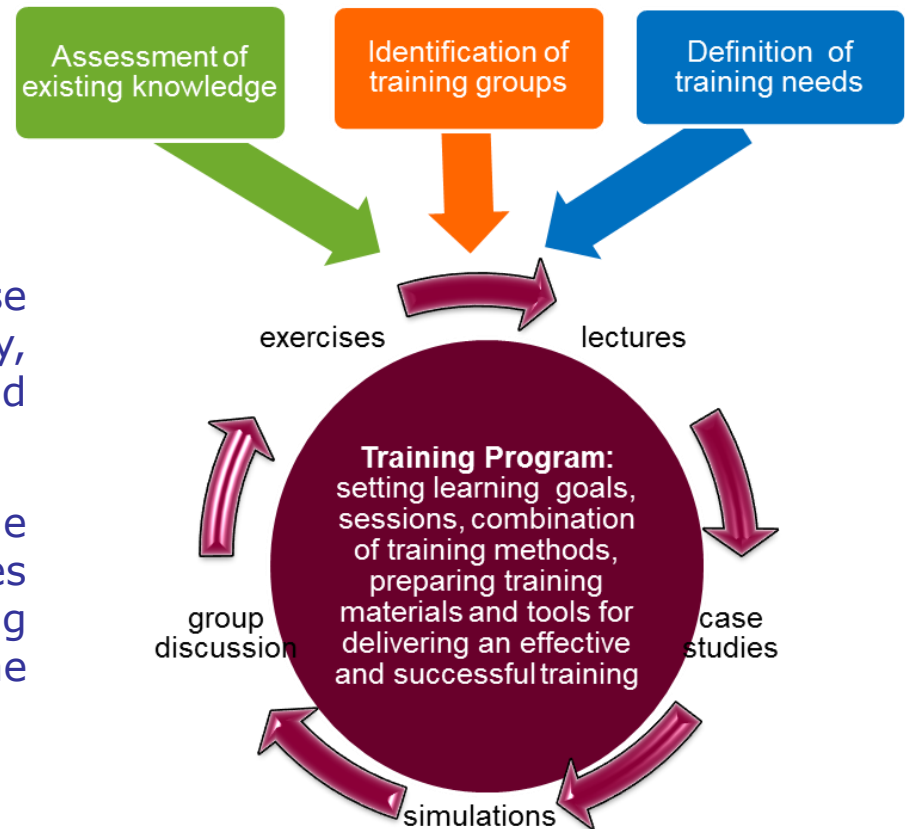 Assessment of
existing knowledge
Identification of
training groups
Definition of
training needs
exercises
lectures
Training Program:
setting learning goals,
sessions, combination
of training methods,
preparing training
materials and tools for
delivering an effective
and successful training
case
studies
simulations
group
discussion